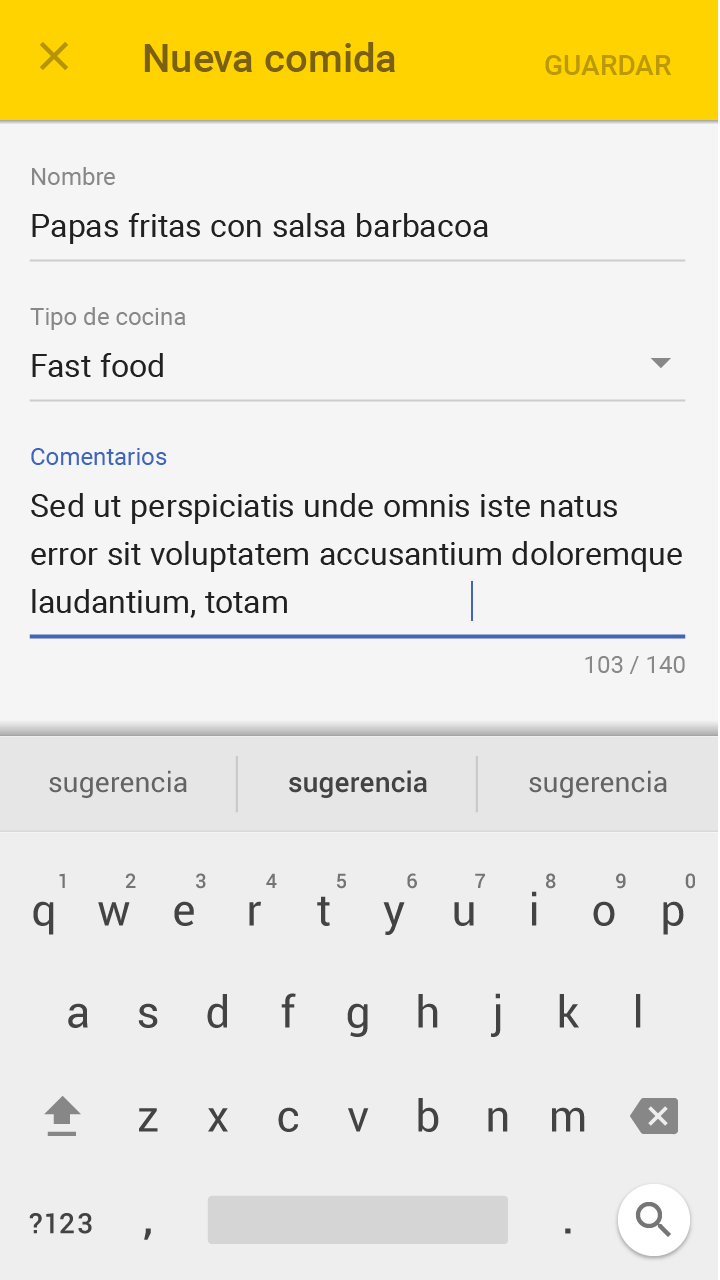 Nueva comida GUARDAR
Nombre
Papas fritas con salsa barbacoa
Tipo de cocina
Fast food
Comentarios
Sed ut perspiciatis unde omnis iste natus
error sit voluptatem accusantium doloremque
laudantium, totam
103 / 140
sugerencia sugerencia sugerencia
1 2 3 4 5 6 7 8 9 0
q w e r t y u i o p
a s d f g h j k l
z x c v b n m
?123 , .